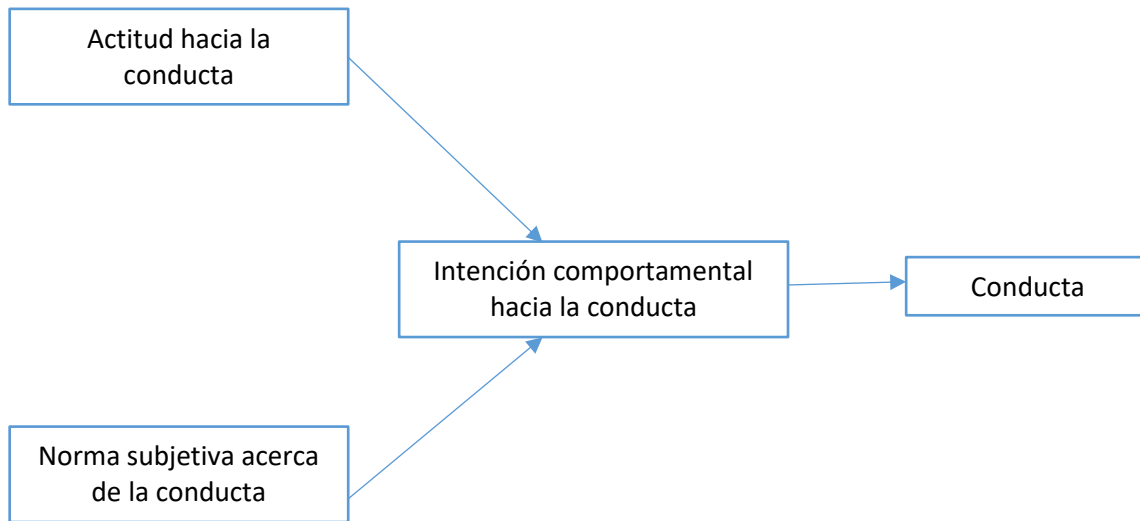 Actitud hacia la
conducta
Intención comportamental
hacia la conducta
Conducta
Norma subjetiva acerca
de la conducta